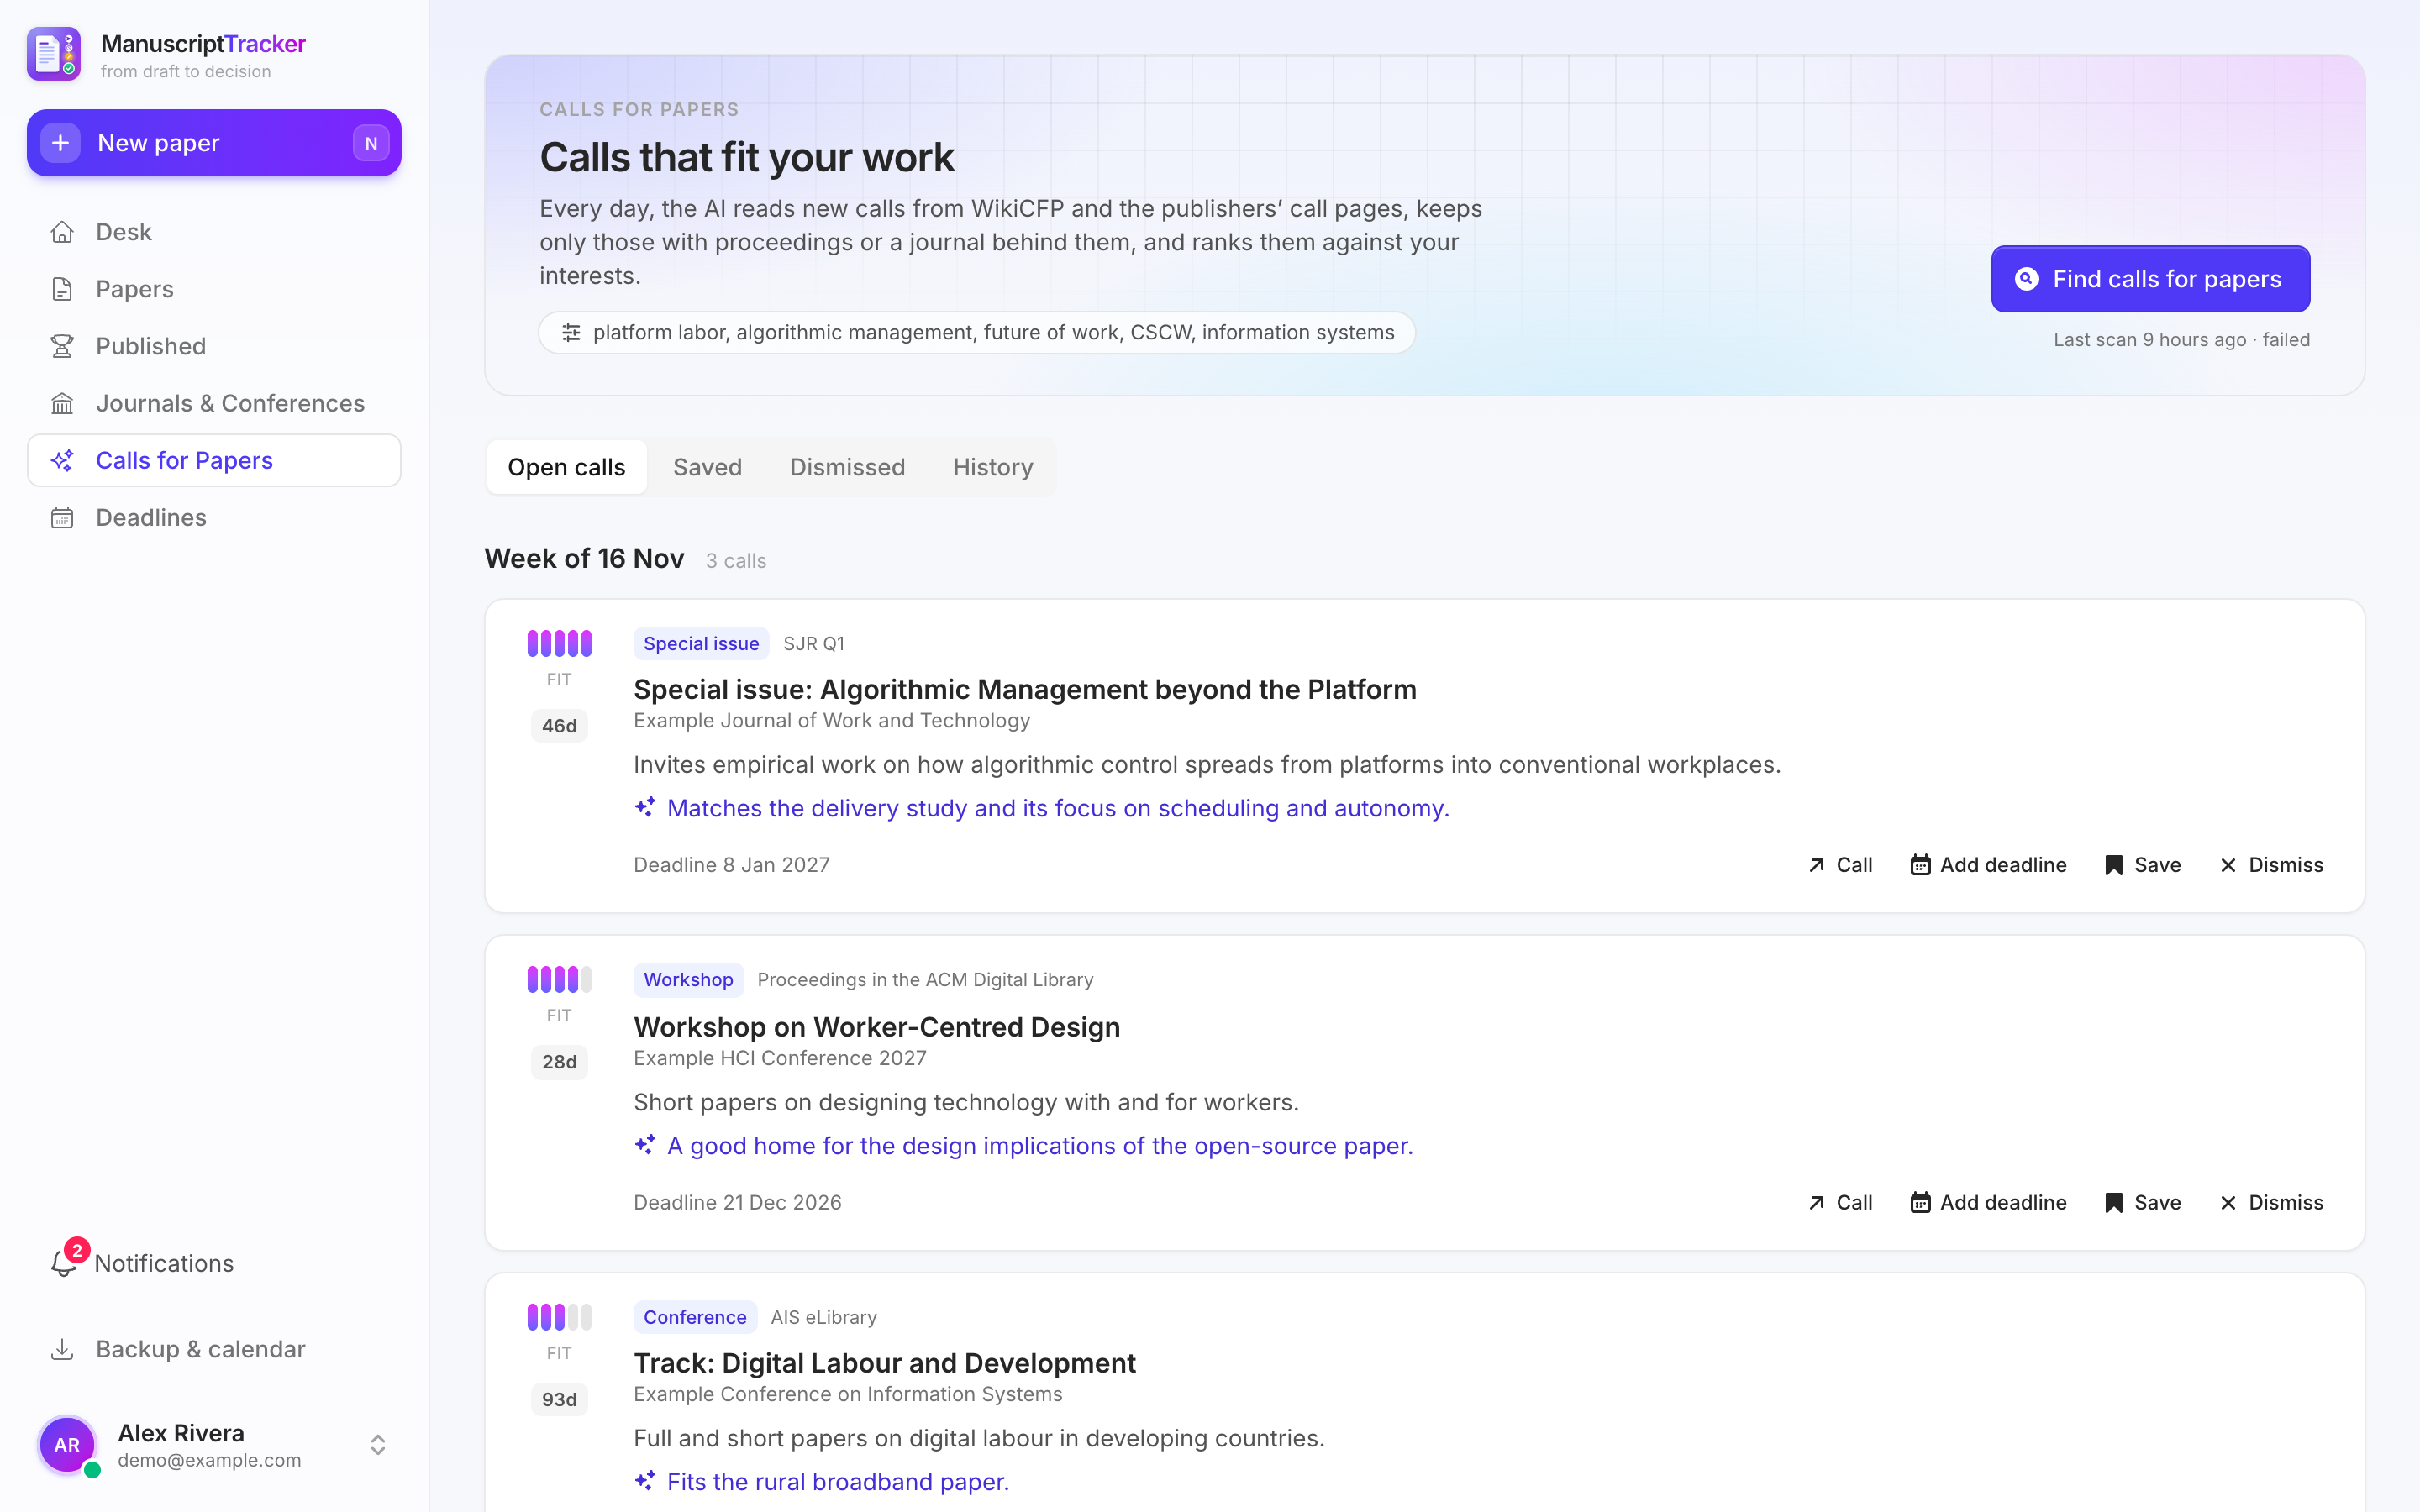 ManuscriptTracker
from draft to decision
New paper
N
Desk
Papers
Published
Journals & Conferences
Calls for Papers
Deadlines
2
Notifications
Backup & calendar
AR
Alex Rivera
demo@example.com
CALLS FOR PAPERS
Calls that fit your work
Every day, the AI reads new calls from WikiCFP and the publishers’ call pages, keeps
only those with proceedings or a journal behind them, and ranks them against your
interests.
platform labor, algorithmic management, future of work, CSCW, information systems
Find calls for papers
Last scan 9 hours ago · failed
Open calls Saved Dismissed History
Week of 16 Nov 3 calls
Special issue SJR Q1
FIT
46d
Special issue: Algorithmic Management beyond the Platform
Example Journal of Work and Technology
Invites empirical work on how algorithmic control spreads from platforms into conventional workplaces.
Matches the delivery study and its focus on scheduling and autonomy.
Deadline 8 Jan 2027
Call Add deadline Save Dismiss
Workshop Proceedings in the ACM Digital Library
FIT
28d
Workshop on Worker-Centred Design
Example HCI Conference 2027
Short papers on designing technology with and for workers.
A good home for the design implications of the open-source paper.
Deadline 21 Dec 2026
Call Add deadline Save Dismiss
Conference AIS eLibrary
FIT
93d
Track: Digital Labour and Development
Example Conference on Information Systems
Full and short papers on digital labour in developing countries.
Fits the rural broadband paper.